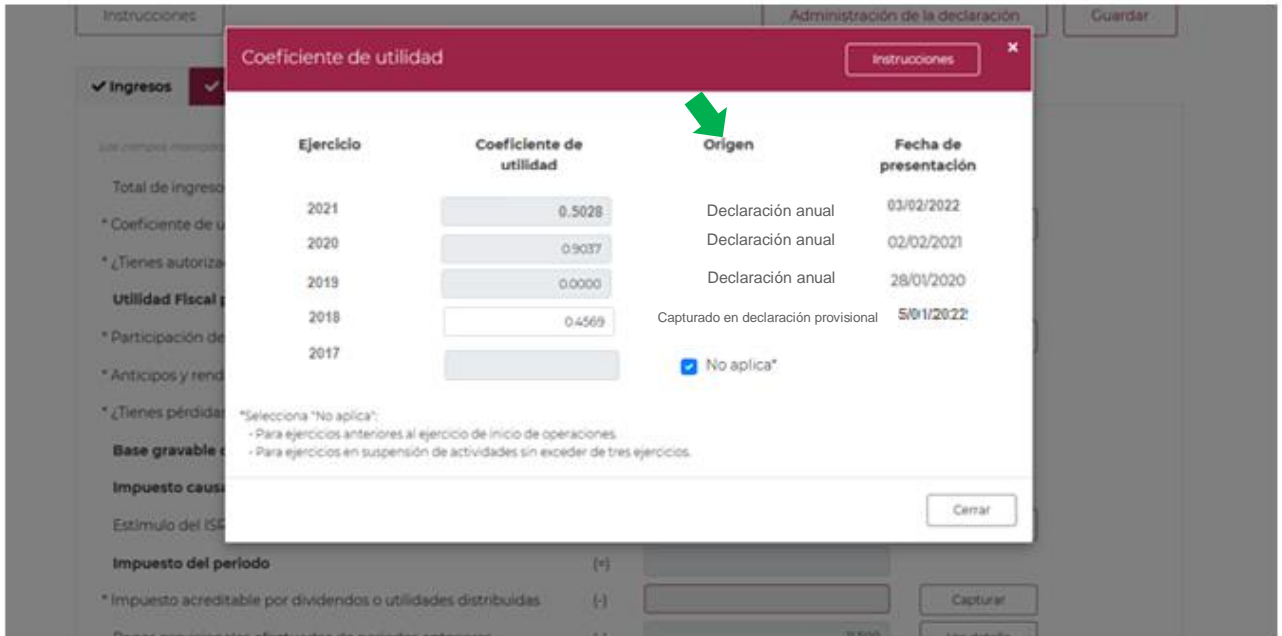 Instrucciones Administración de la declaración Guardar
Coeficiente de utilidad Instrucciones ×
Ingresos
Ejercicio Coeficiente de utilidad Origen Fecha de presentación
2021 0.5028 Declaración anual 03/02/2022
2020 0.9037 Declaración anual 02/02/2021
2019 0.0000 Declaración anual 28/01/2020
2018 0.4569 Capturado en declaración provisional 5/01/2022
2017 No aplica*
*Selecciona "No aplica":
- Para ejercicios anteriores al ejercicio de inicio de operaciones.
- Para ejercicios en suspensión de actividades sin exceder de tres ejercicios.
Cerrar
Total de ingreso
* Coeficiente de u
* ¿Tienes autoriza
Utilidad Fiscal p
* Participación de
* Anticipos y rend
* ¿Tienes pérdidas
Base gravable d
Impuesto causa
Estímulo del ISR
Impuesto del periodo (=)
* Impuesto acreditable por dividendos o utilidades distribuidas (-) Capturar